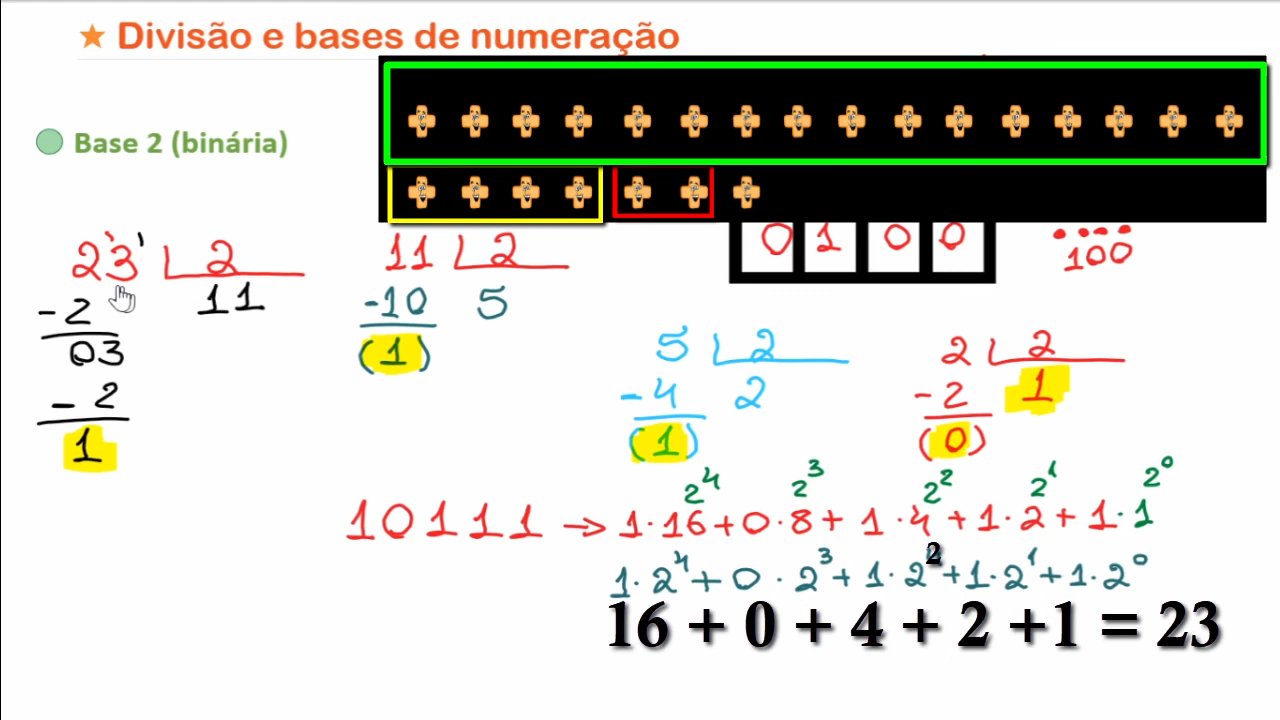 Divisão e bases de numeração
Base 2 (binária)
0 1 0 0
100
23 2
-2 11
03
-2
1
11 2
-10 5
(1)
5 2
-4 2
(1)
2 2
-2 1
(0)
2⁴ 2³ 2² 2¹ 2⁰
10111 → 1·16+0·8+1·4+1·2+1·1
1·2⁴+0·2³+1·2²+1·2¹+1·2⁰
16 + 0 + 4 + 2 +1 = 23